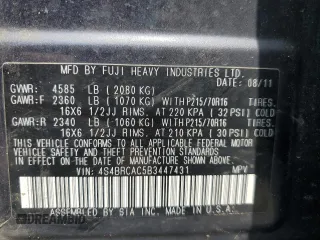 MFD BY FUJI HEAVY INDUSTRIES LTD. 08/11
GVWR: 4585 LB (2080 KG)
GAWR:F 2360 LB (1070 KG) WITH P215/70R16 TIRES,
16X6 1/2JJ RIMS. AT 220 KPA (32 PSI) COLD
GAWR:R 2340 LB (1060 KG) WITH P215/70R16 TIRES,
16X6 1/2JJ RIMS. AT 210 KPA (30 PSI) COLD
THIS VEHICLE CONFORMS TO ALL APPLICABLE
FEDERAL MOTOR VEHICLE SAFETY
STANDARDS IN EFFECT ON THE DATE OF
MANUFACTURE SHOWN ABOVE.
VIN: 4S4BRCAC5B3447431 MPV
ASSEMBLED BY SIA INC. MADE IN U.S.A.
DREAMBID